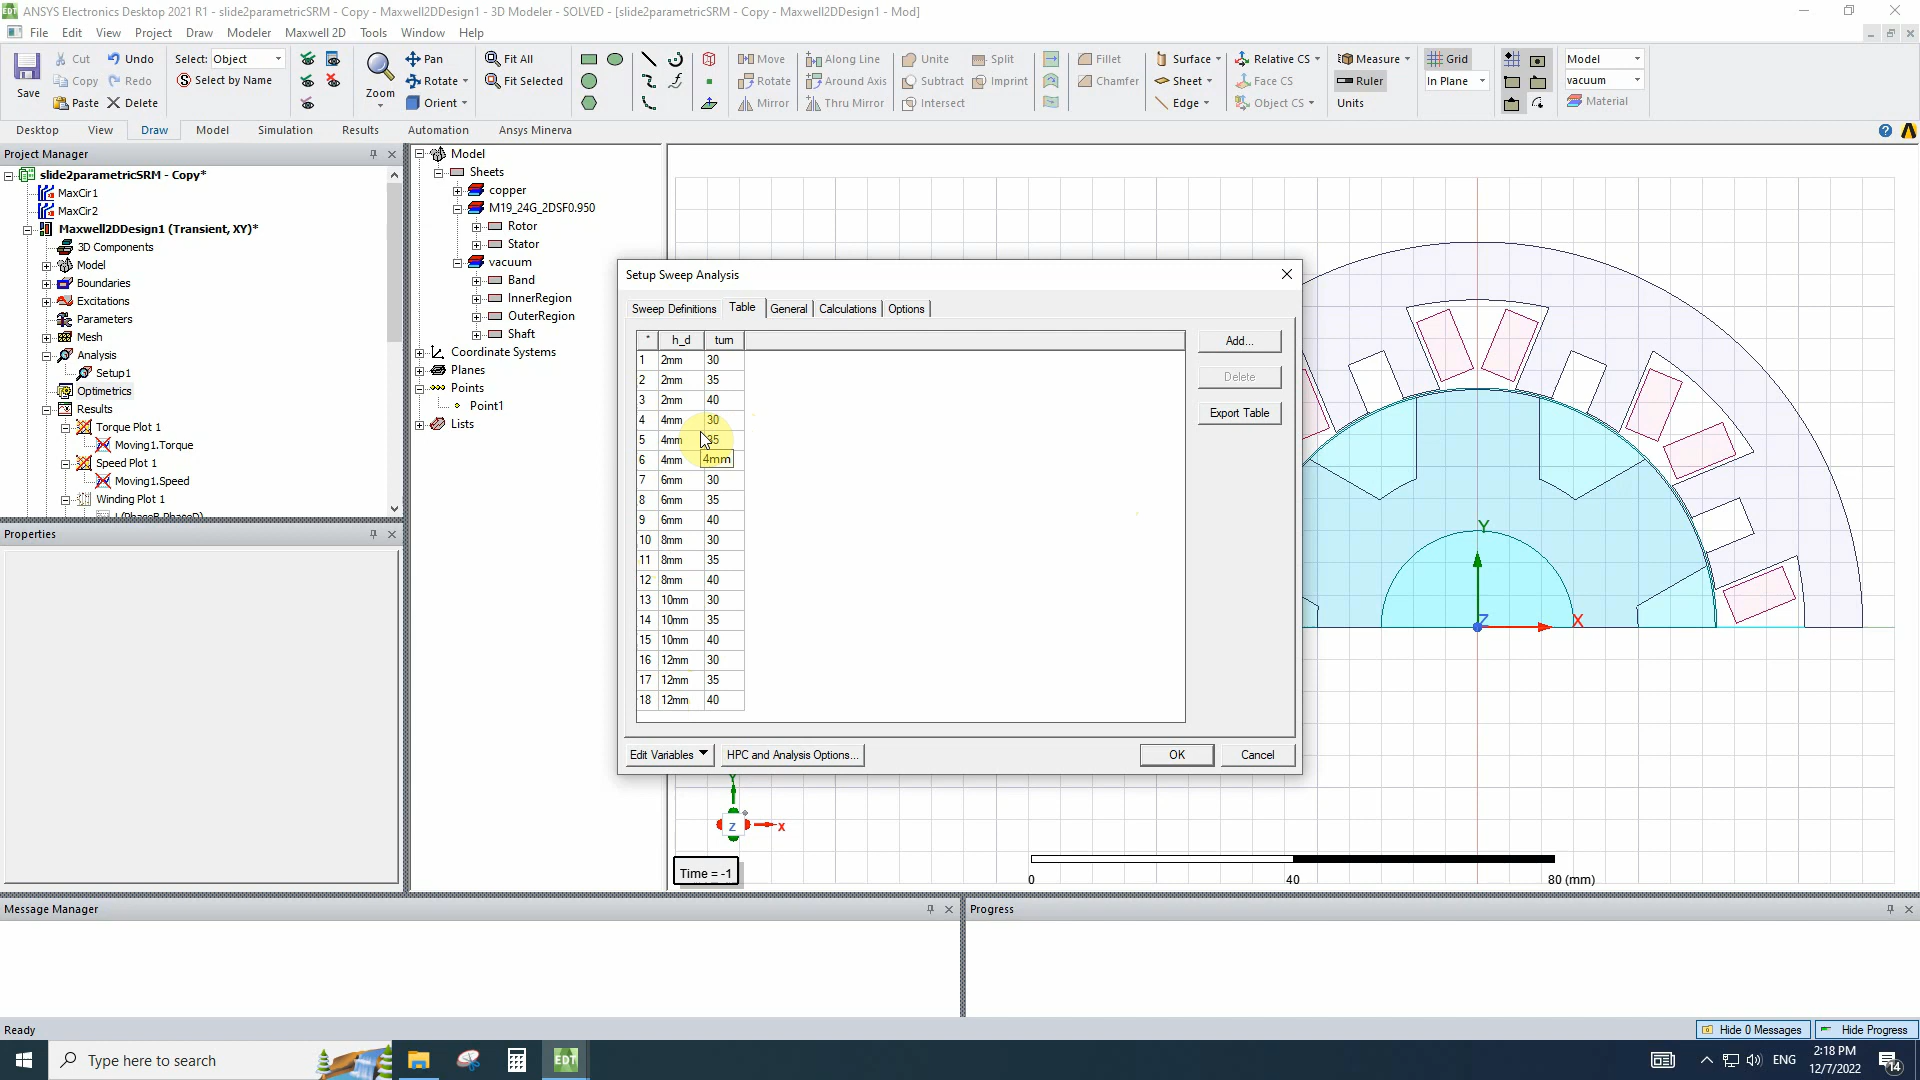 ANSYS Electronics Desktop 2021 R1 - slide2parametricSRM - Copy - Maxwell2DDesign1 - 3D Modeler - SOLVED - [slide2parametricSRM - Copy - Maxwell2DDesign1 - Mod]
File Edit View Project Draw Modeler Maxwell 2D Tools Window Help
Save
Cut Undo
Copy Redo
Paste Delete
Select: Object
Select by Name
Zoom
Pan
Rotate
Orient
Fit All
Fit Selected
Move
Rotate
Mirror
Along Line
Around Axis
Thru Mirror
Unite
Subtract
Intersect
Split
Imprint
Fillet
Chamfer
Surface
Sheet
Edge
Relative CS
Face CS
Object CS
Measure
Ruler
Units
Grid
In Plane
Model
vacuum
Material
Desktop View Draw Model Simulation Results Automation Ansys Minerva
Project Manager
slide2parametricSRM - Copy*
MaxCir1
MaxCir2
Maxwell2DDesign1 (Transient, XY)*
3D Components
Model
Boundaries
Excitations
Parameters
Mesh
Analysis
Setup1
Optimetrics
Results
Torque Plot 1
Moving1.Torque
Speed Plot 1
Moving1.Speed
Winding Plot 1
Properties
Model
Sheets
copper
M19_24G_2DSF0.950
Rotor
Stator
vacuum
Band
InnerRegion
OuterRegion
Shaft
Coordinate Systems
Planes
Points
Point1
Lists
Setup Sweep Analysis
Sweep Definitions Table General Calculations Options
* h_d turn
1 2mm 30
2 2mm 35
3 2mm 40
4 4mm 30
5 4mm 35
6 4mm
4mm
7 6mm 30
8 6mm 35
9 6mm 40
10 8mm 30
11 8mm 35
12 8mm 40
13 10mm 30
14 10mm 35
15 10mm 40
16 12mm 30
17 12mm 35
18 12mm 40
Add...
Delete
Export Table
Edit Variables HPC and Analysis Options... OK Cancel
Y
Z X
Y
Z X
Time = -1
0 40 80 (mm)
Message Manager
Progress
Ready
Hide 0 Messages Hide Progress
Type here to search
EDT
ENG
2:18 PM
12/7/2022
14